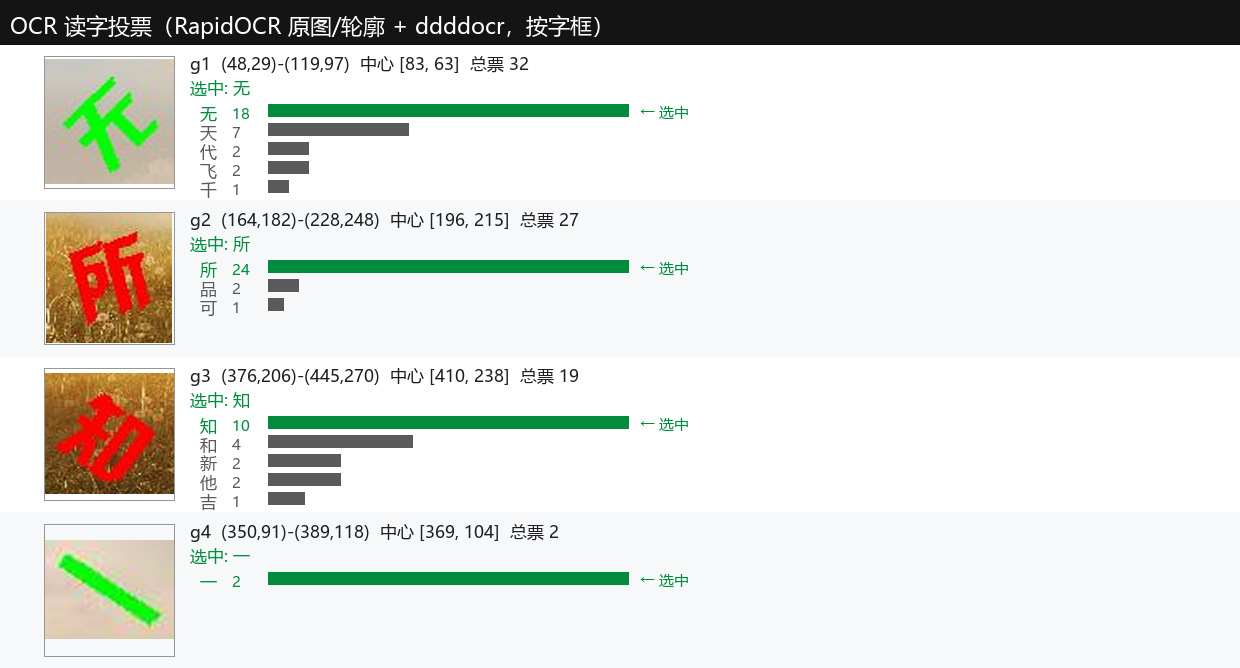 OCR 读字投票（RapidOCR 原图/轮廓 + ddddocr，按字框）
无
g1 (48,29)-(119,97) 中心 [83, 63] 总票 32
选中: 无
无 18 ← 选中
天 7
代 2
飞 2
千 1
所
g2 (164,182)-(228,248) 中心 [196, 215] 总票 27
选中: 所
所 24 ← 选中
品 2
可 1
知
g3 (376,206)-(445,270) 中心 [410, 238] 总票 19
选中: 知
知 10 ← 选中
和 4
新 2
他 2
吉 1
一
g4 (350,91)-(389,118) 中心 [369, 104] 总票 2
选中: 一
一 2 ← 选中